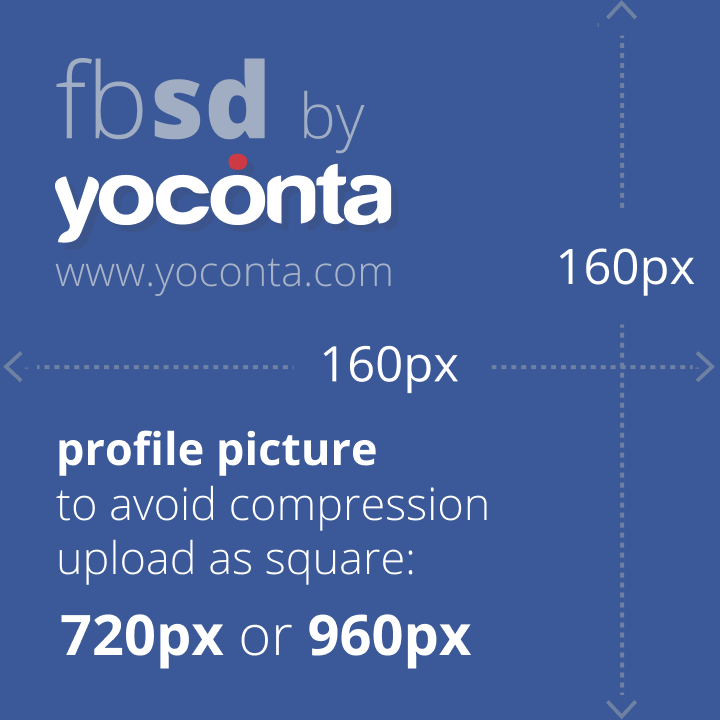 fbsd by
yoconta
www.yoconta.com
160px
160px
profile picture
to avoid compression
upload as square:
720px or 960px